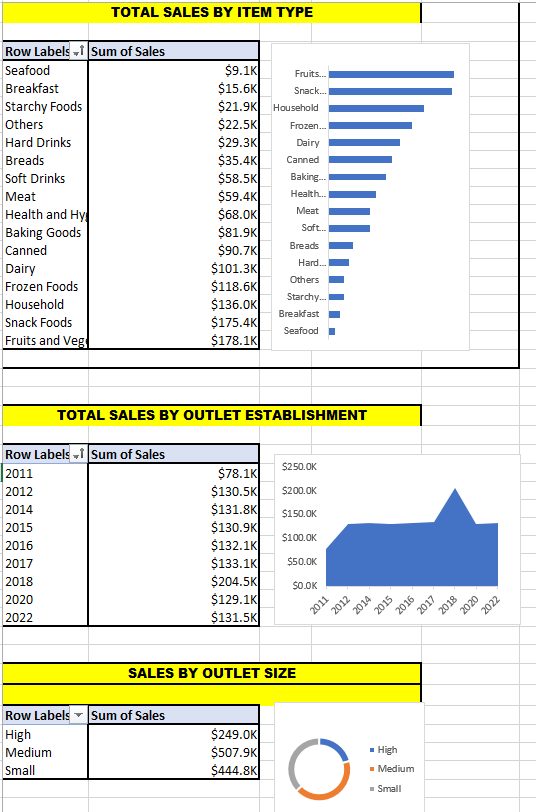 TOTAL SALES BY ITEM TYPE
Row Labels Sum of Sales
Seafood $9.1K
Breakfast $15.6K
Starchy Foods $21.9K
Others $22.5K
Hard Drinks $29.3K
Breads $35.4K
Soft Drinks $58.5K
Meat $59.4K
Health and Hy $68.0K
Baking Goods $81.9K
Canned $90.7K
Dairy $101.3K
Frozen Foods $118.6K
Household $136.0K
Snack Foods $175.4K
Fruits and Veg $178.1K
Fruits...
Snack...
Household
Frozen...
Dairy
Canned
Baking...
Health...
Meat
Soft...
Breads
Hard...
Others
Starchy...
Breakfast
Seafood
TOTAL SALES BY OUTLET ESTABLISHMENT
Row Labels Sum of Sales
2011 $78.1K
2012 $130.5K
2014 $131.8K
2015 $130.9K
2016 $132.1K
2017 $133.1K
2018 $204.5K
2020 $129.1K
2022 $131.5K
$250.0K
$200.0K
$150.0K
$100.0K
$50.0K
$0.0K
2011 2012 2014 2015 2016 2017 2018 2020 2022
SALES BY OUTLET SIZE
Row Labels Sum of Sales
High $249.0K
Medium $507.9K
Small $444.8K
High
Medium
Small